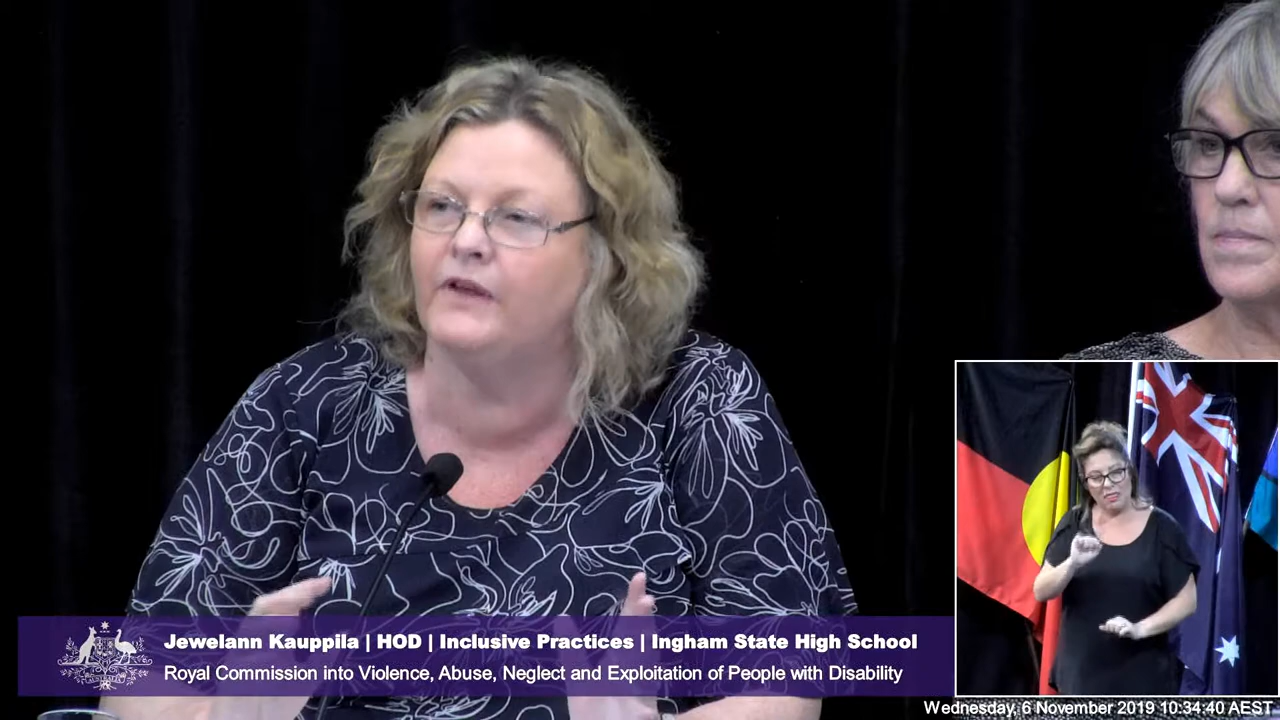 Jewelann Kauppila | HOD | Inclusive Practices | Ingham State High School
Royal Commission into Violence, Abuse, Neglect and Exploitation of People with Disability
AUSTRALIA
Wednesday, 6 November 2019 10:34:40 AEST